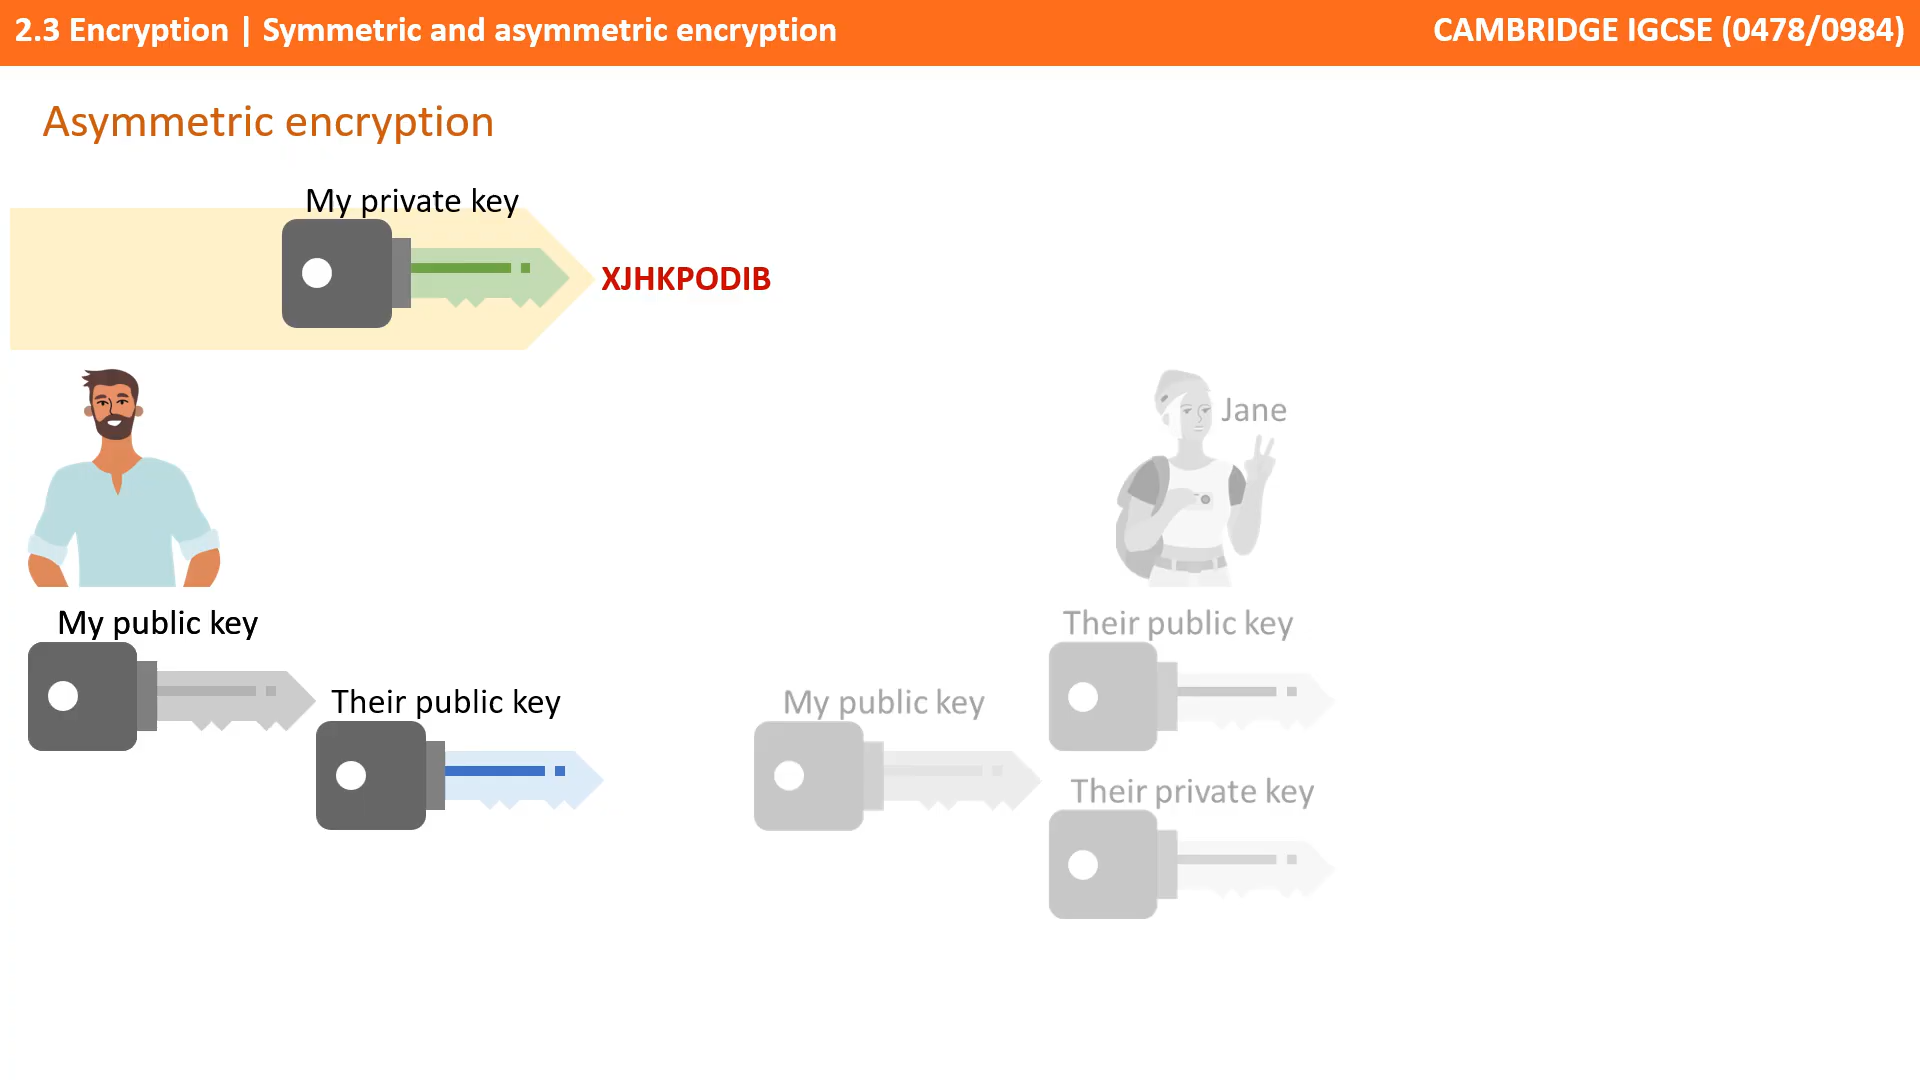 2.3 Encryption | Symmetric and asymmetric encryption
CAMBRIDGE IGCSE (0478/0984)
Asymmetric encryption
My private key
XJHKPODIB
Jane
My public key
Their public key
My public key
Their public key
Their private key